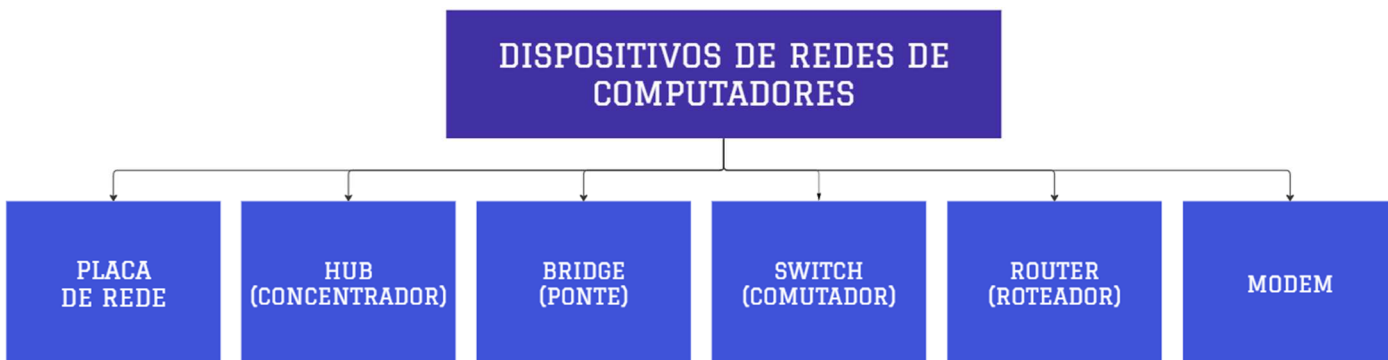 DISPOSITIVOS DE REDES DE
COMPUTADORES
PLACA
DE REDE
HUB
(CONCENTRADOR)
BRIDGE
(PONTE)
SWITCH
(COMUTADOR)
ROUTER
(ROTEADOR)
MODEM